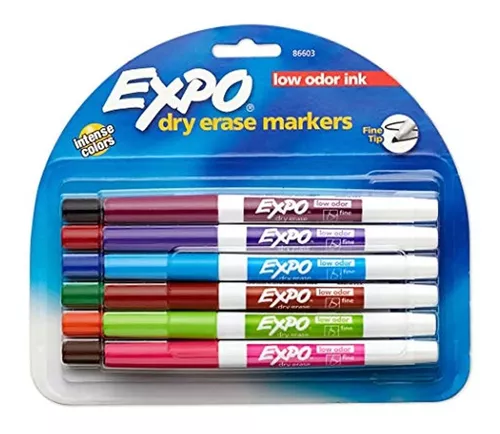 86603
low odor ink
EXPO®
dry erase markers
intense
colors
Fine
Tip
EXPO low odor
dry erase fine
EXPO low odor
dry erase fine
EXPO low odor
dry erase fine
EXPO low odor
dry erase fine
EXPO low odor
dry erase fine
EXPO low odor
dry erase fine